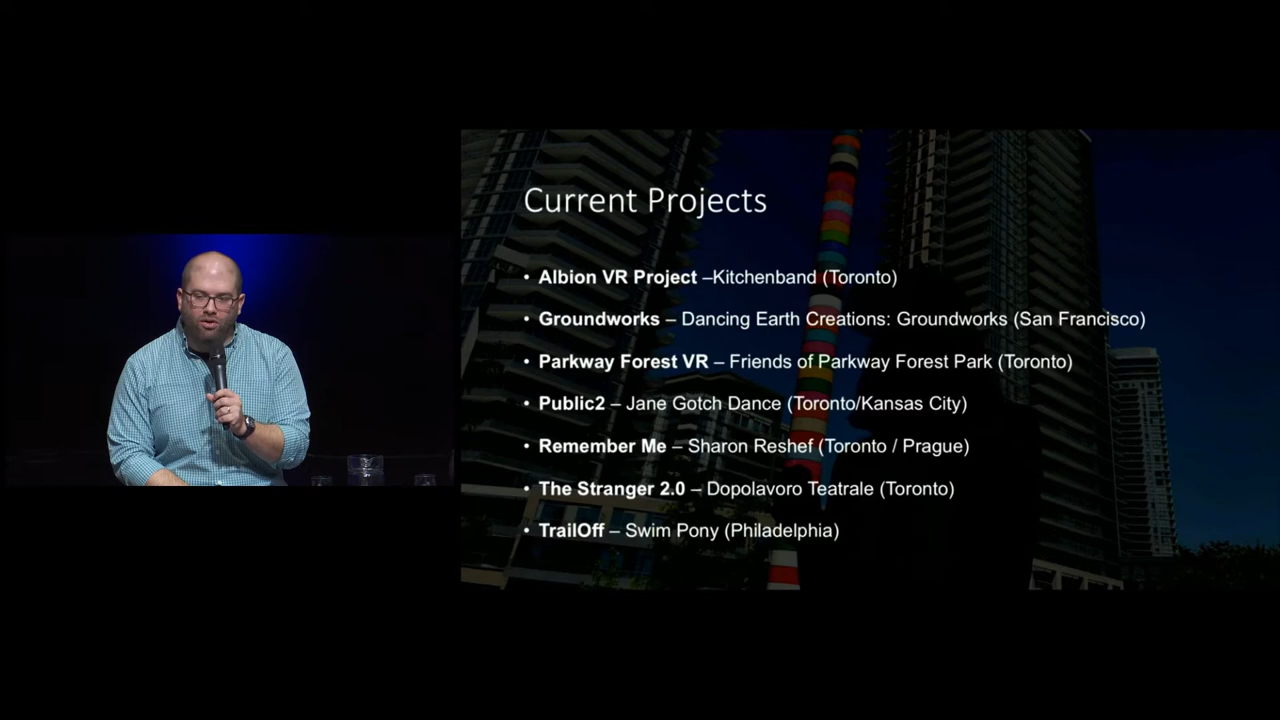 Current Projects
• Albion VR Project –Kitchenband (Toronto)
• Groundworks – Dancing Earth Creations: Groundworks (San Francisco)
• Parkway Forest VR – Friends of Parkway Forest Park (Toronto)
• Public2 – Jane Gotch Dance (Toronto/Kansas City)
• Remember Me – Sharon Reshef (Toronto / Prague)
• The Stranger 2.0 – Dopolavoro Teatrale (Toronto)
• TrailOff – Swim Pony (Philadelphia)